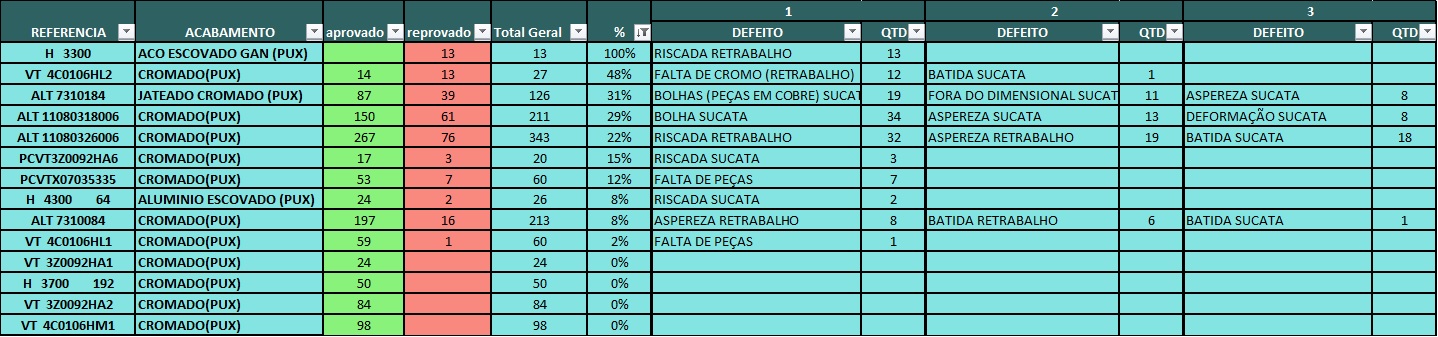 1 2 3
REFERENCIA ACABAMENTO aprovado reprovado Total Geral % DEFEITO QTD DEFEITO QTD DEFEITO QTD
H 3300 ACO ESCOVADO GAN (PUX) 13 13 100% RISCADA RETRABALHO 13
VT 4C0106HL2 CROMADO(PUX) 14 13 27 48% FALTA DE CROMO (RETRABALHO) 12 BATIDA SUCATA 1
ALT 7310184 JATEADO CROMADO (PUX) 87 39 126 31% BOLHAS (PEÇAS EM COBRE) SUCAT 19 FORA DO DIMENSIONAL SUCAT 11 ASPEREZA SUCATA 8
ALT 11080318006 CROMADO(PUX) 150 61 211 29% BOLHA SUCATA 34 ASPEREZA SUCATA 13 DEFORMAÇÃO SUCATA 8
ALT 11080326006 CROMADO(PUX) 267 76 343 22% RISCADA RETRABALHO 32 ASPEREZA RETRABALHO 19 BATIDA SUCATA 18
PCVT3Z0092HA6 CROMADO(PUX) 17 3 20 15% RISCADA SUCATA 3
PCVTX07035335 CROMADO(PUX) 53 7 60 12% FALTA DE PEÇAS 7
H 4300 64 ALUMINIO ESCOVADO (PUX) 24 2 26 8% RISCADA SUCATA 2
ALT 7310084 CROMADO(PUX) 197 16 213 8% ASPEREZA RETRABALHO 8 BATIDA RETRABALHO 6 BATIDA SUCATA 1
VT 4C0106HL1 CROMADO(PUX) 59 1 60 2% FALTA DE PEÇAS 1
VT 3Z0092HA1 CROMADO(PUX) 24 24 0%
H 3700 192 CROMADO(PUX) 50 50 0%
VT 3Z0092HA2 CROMADO(PUX) 84 84 0%
VT 4C0106HM1 CROMADO(PUX) 98 98 0%